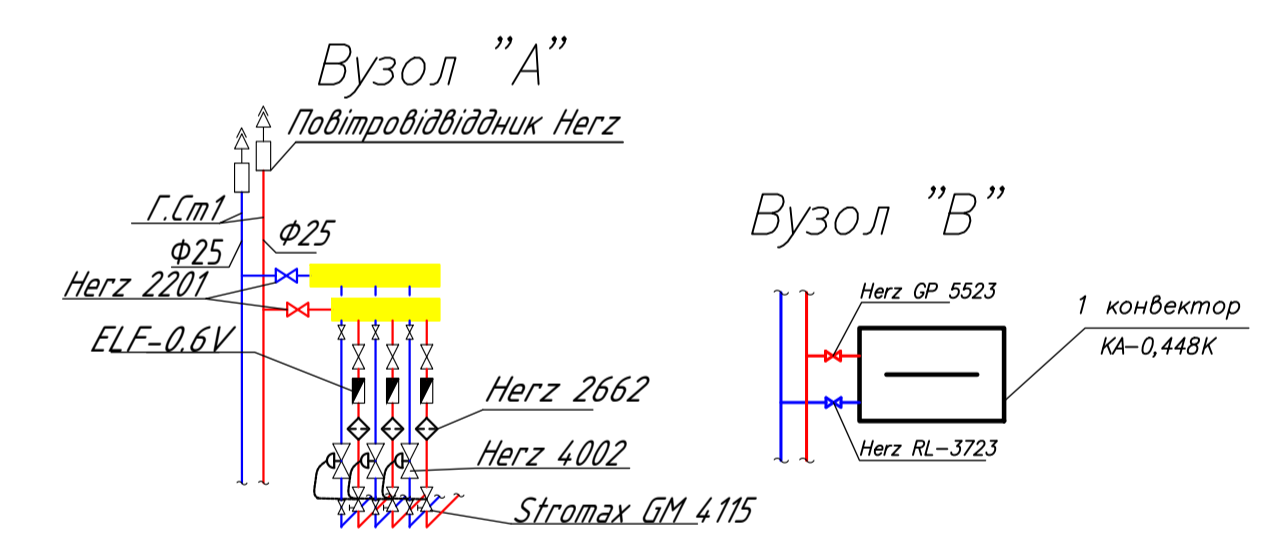 Вузол "А"
Повітровідвіддник Herz
Г.Ст1
Ф25
Ф25
Herz 2201
ELF-0.6V
Herz 2662
Herz 4002
Stromax GM 4115
Вузол "В"
Herz GP 5523
1 конвектор
КА-0,448К
Herz RL-3723